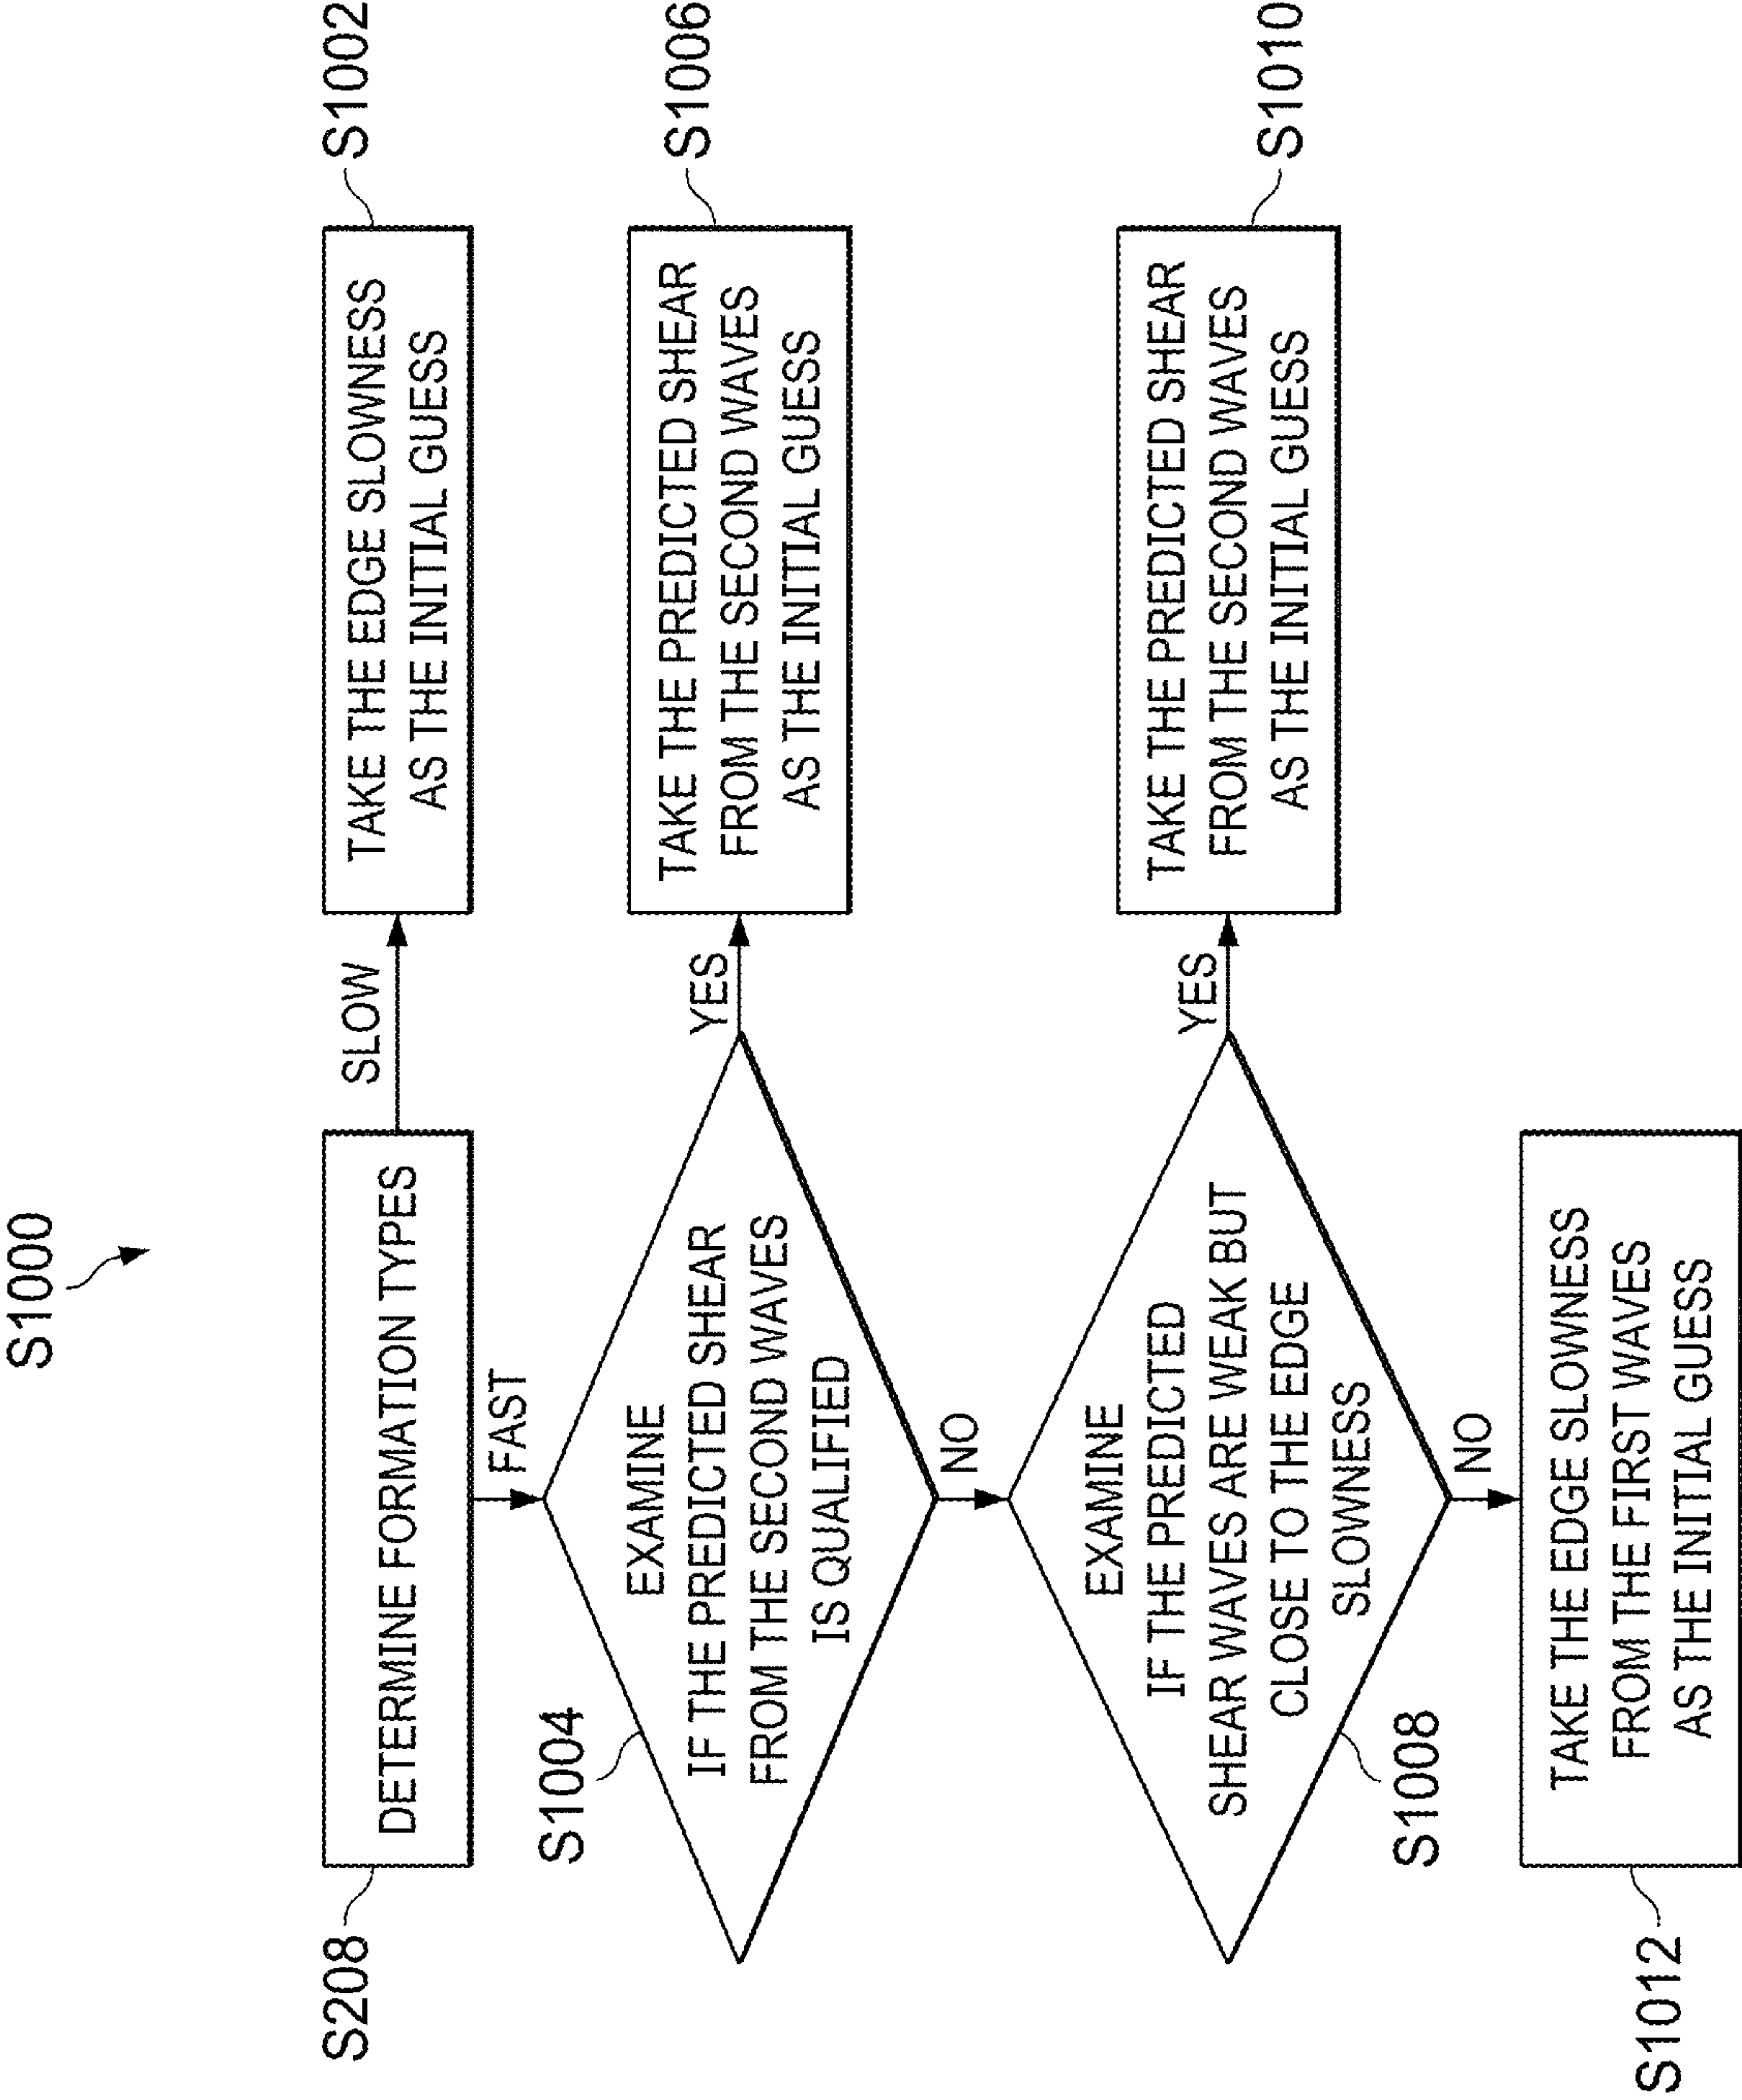 S1000
S208
DETERMINE FORMATION TYPES
SLOW
TAKE THE EDGE SLOWNESS
AS THE INITIAL GUESS
S1002
FAST
S1004
EXAMINE
IF THE PREDICTED SHEAR
FROM THE SECOND WAVES
IS QUALIFIED
YES
TAKE THE PREDICTED SHEAR
FROM THE SECOND WAVES
AS THE INITIAL GUESS
S1006
NO
EXAMINE
IF THE PREDICTED
SHEAR WAVES ARE WEAK BUT
CLOSE TO THE EDGE
SLOWNESS
S1008
YES
TAKE THE PREDICTED SHEAR
FROM THE SECOND WAVES
AS THE INITIAL GUESS
S1010
NO
TAKE THE EDGE SLOWNESS
FROM THE FIRST WAVES
AS THE INITIAL GUESS
S1012